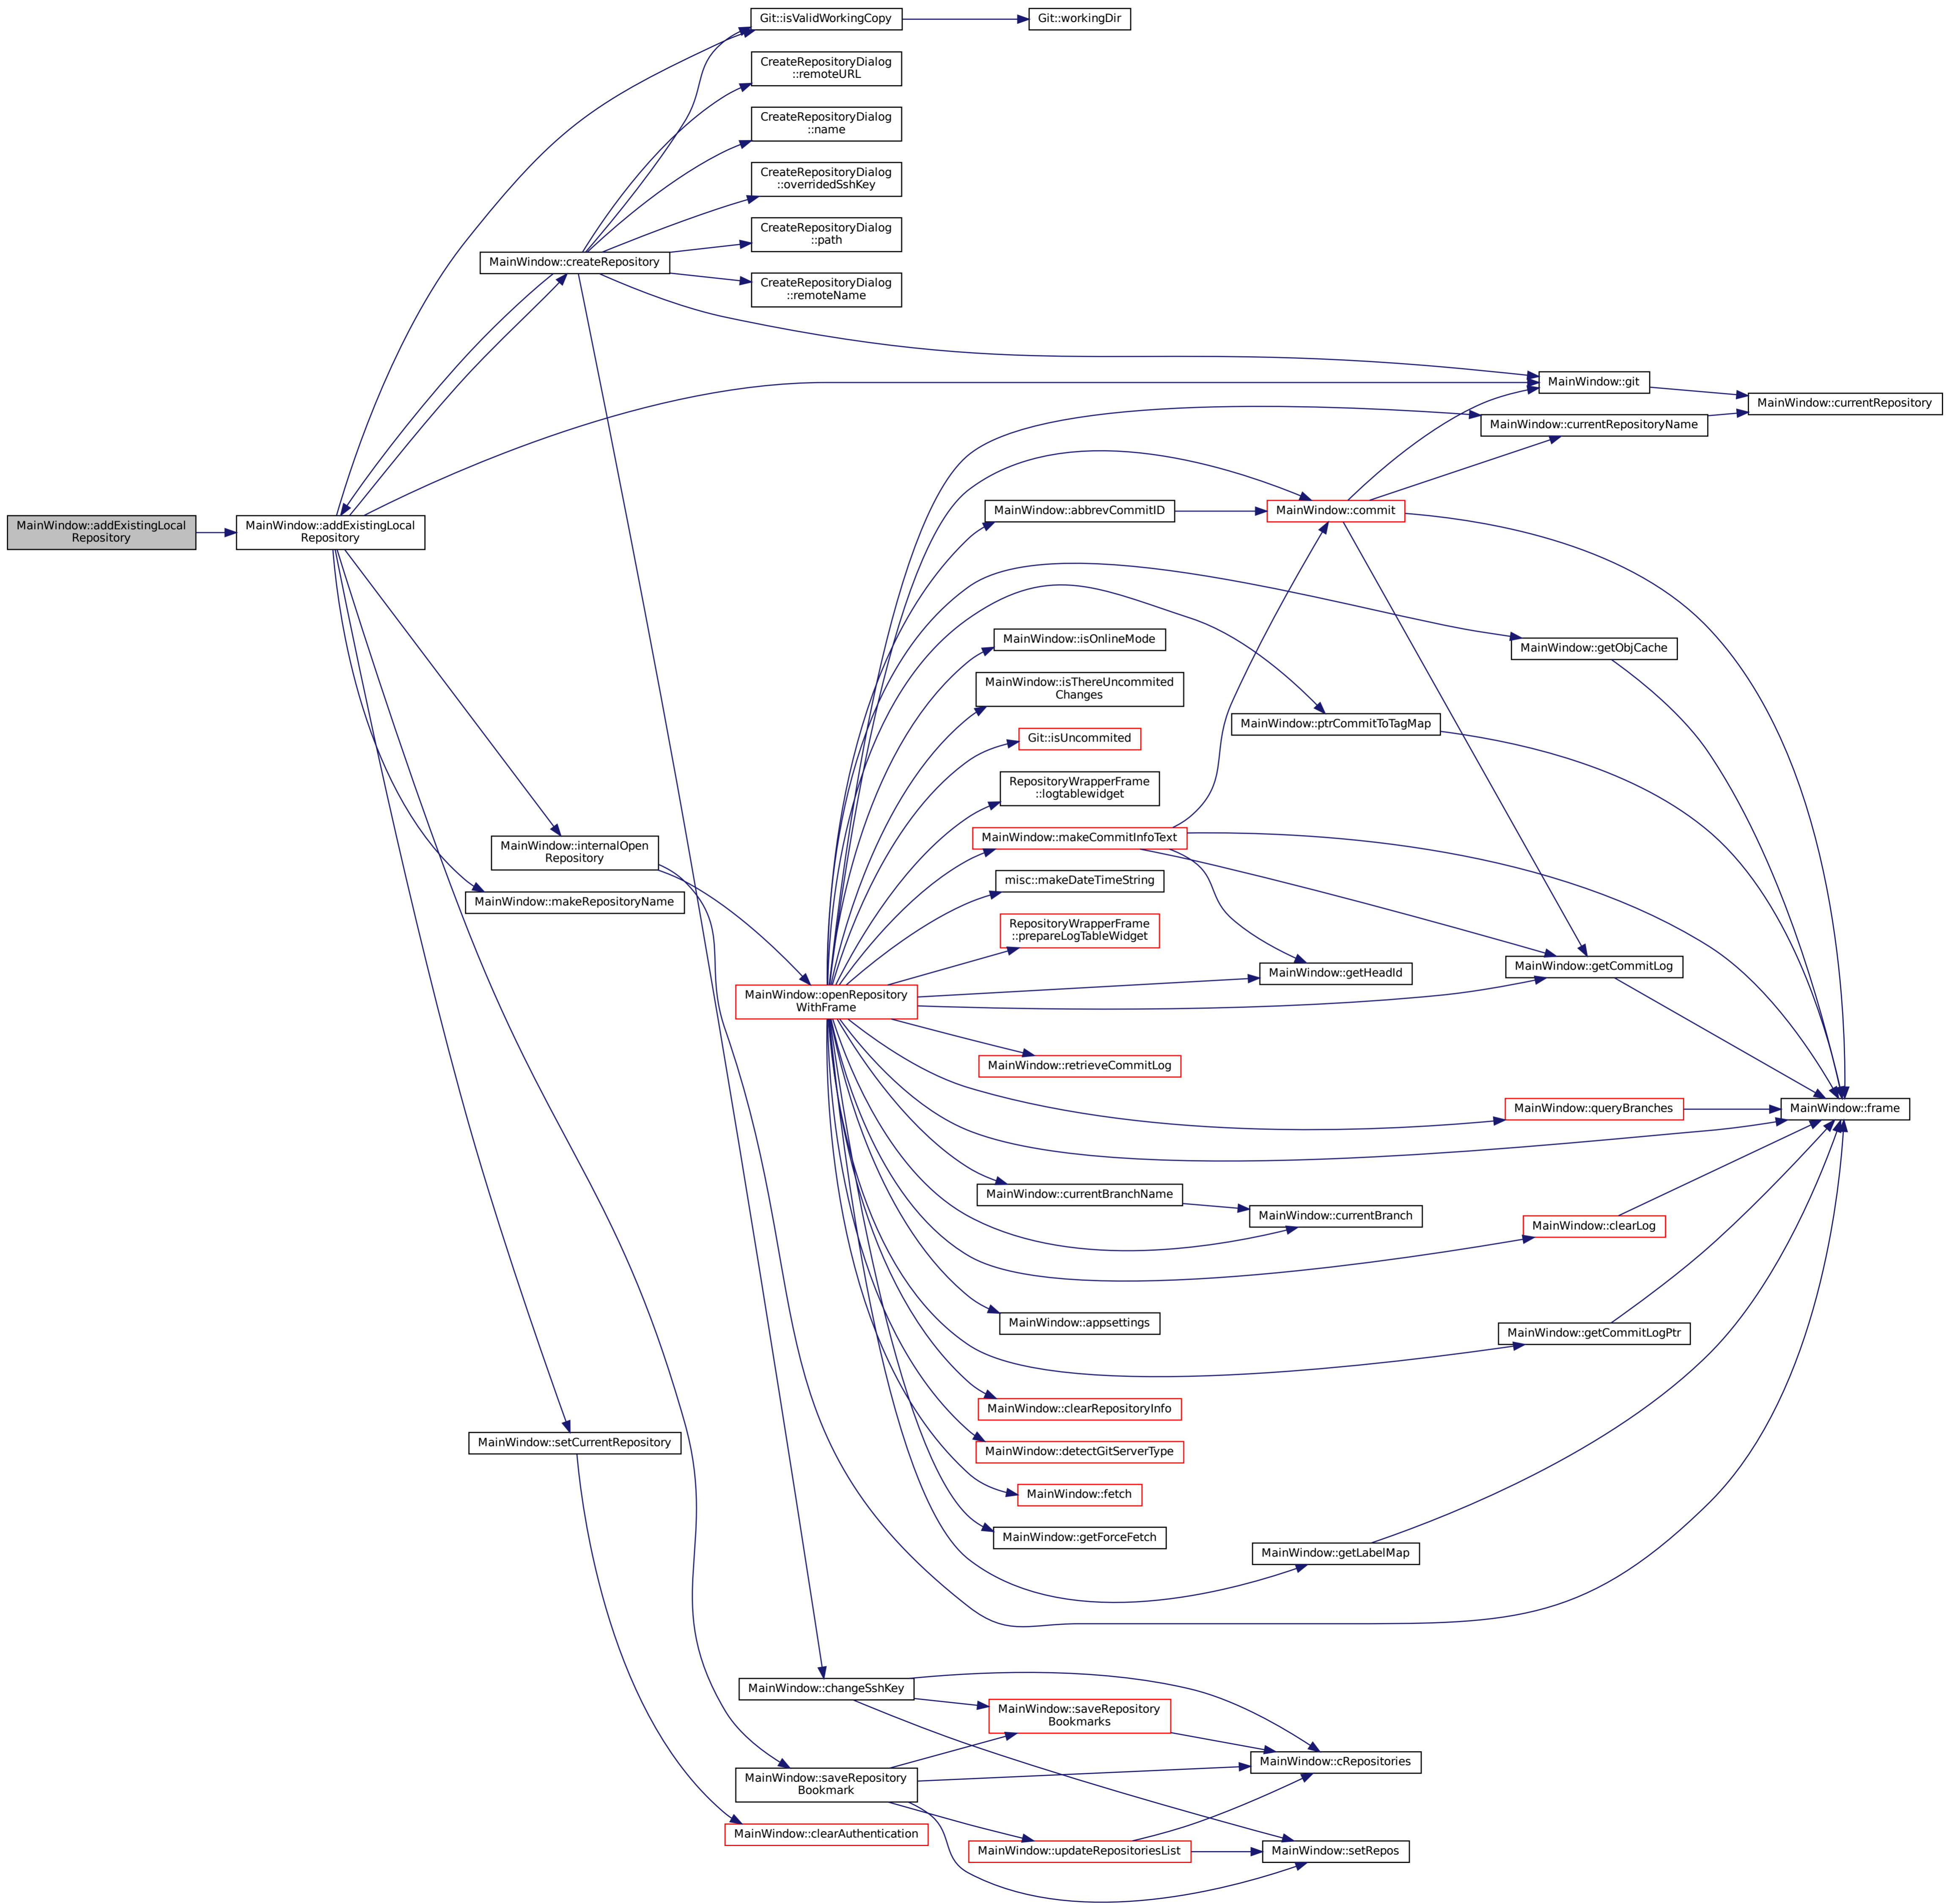 Git::isValidWorkingCopy
Git::workingDir
CreateRepositoryDialog
::remoteURL
CreateRepositoryDialog
::name
CreateRepositoryDialog
::overridedSshKey
CreateRepositoryDialog
::path
MainWindow::createRepository
CreateRepositoryDialog
::remoteName
MainWindow::git
MainWindow::currentRepository
MainWindow::currentRepositoryName
MainWindow::addExistingLocal
Repository
MainWindow::addExistingLocal
Repository
MainWindow::abbrevCommitID
MainWindow::commit
MainWindow::isOnlineMode
MainWindow::getObjCache
MainWindow::isThereUncommited
Changes
MainWindow::ptrCommitToTagMap
Git::isUncommited
RepositoryWrapperFrame
::logtablewidget
MainWindow::makeCommitInfoText
MainWindow::internalOpen
Repository
misc::makeDateTimeString
MainWindow::makeRepositoryName
RepositoryWrapperFrame
::prepareLogTableWidget
MainWindow::getHeadId
MainWindow::getCommitLog
MainWindow::openRepository
WithFrame
MainWindow::retrieveCommitLog
MainWindow::queryBranches
MainWindow::frame
MainWindow::currentBranchName
MainWindow::currentBranch
MainWindow::clearLog
MainWindow::appsettings
MainWindow::getCommitLogPtr
MainWindow::clearRepositoryInfo
MainWindow::setCurrentRepository
MainWindow::detectGitServerType
MainWindow::fetch
MainWindow::getForceFetch
MainWindow::getLabelMap
MainWindow::changeSshKey
MainWindow::saveRepository
Bookmarks
MainWindow::cRepositories
MainWindow::saveRepository
Bookmark
MainWindow::clearAuthentication
MainWindow::updateRepositoriesList
MainWindow::setRepos